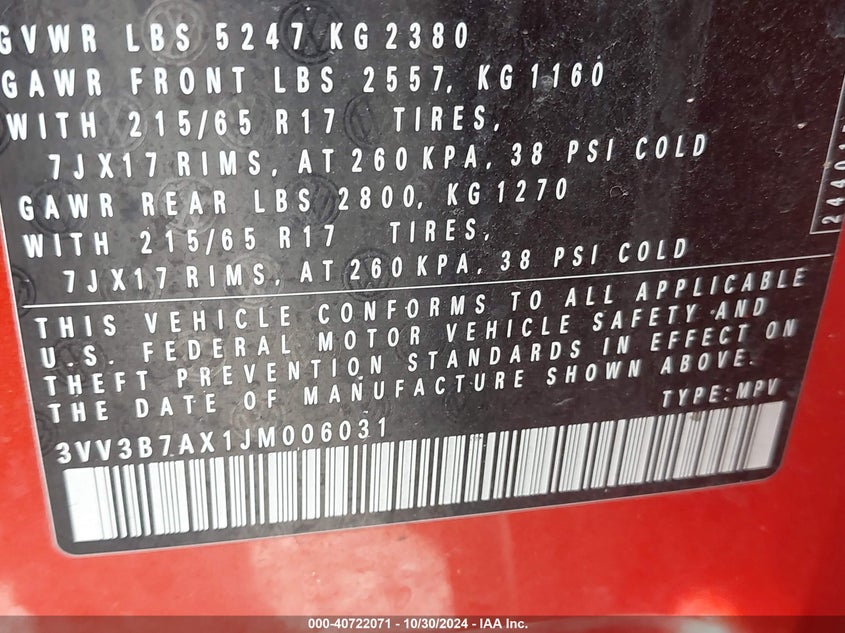 GVWR LBS 5247 KG 2380
GAWR FRONT LBS 2557, KG 1160
WITH 215/65 R17 TIRES,
7JX17 RIMS, AT 260 KPA, 38 PSI COLD
GAWR REAR LBS 2800, KG 1270
WITH 215/65 R17 TIRES,
7JX17 RIMS, AT 260 KPA, 38 PSI COLD
THIS VEHICLE CONFORMS TO ALL APPLICABLE
U.S. FEDERAL MOTOR VEHICLE SAFETY AND
THEFT PREVENTION STANDARDS IN EFFECT ON
THE DATE OF MANUFACTURE SHOWN ABOVE.
TYPE: MPV
3VV3B7AX1JM006031
000-40722071 - 10/30/2024 - IAA Inc.